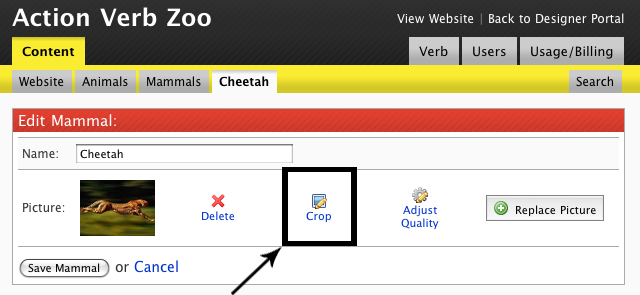 Action Verb Zoo
View Website | Back to Designer Portal
Content Verb Users Usage/Billing
Website Animals Mammals Cheetah Search
Edit Mammal:
Name: Cheetah
Picture: Delete Crop Adjust Quality Replace Picture
Save Mammal or Cancel